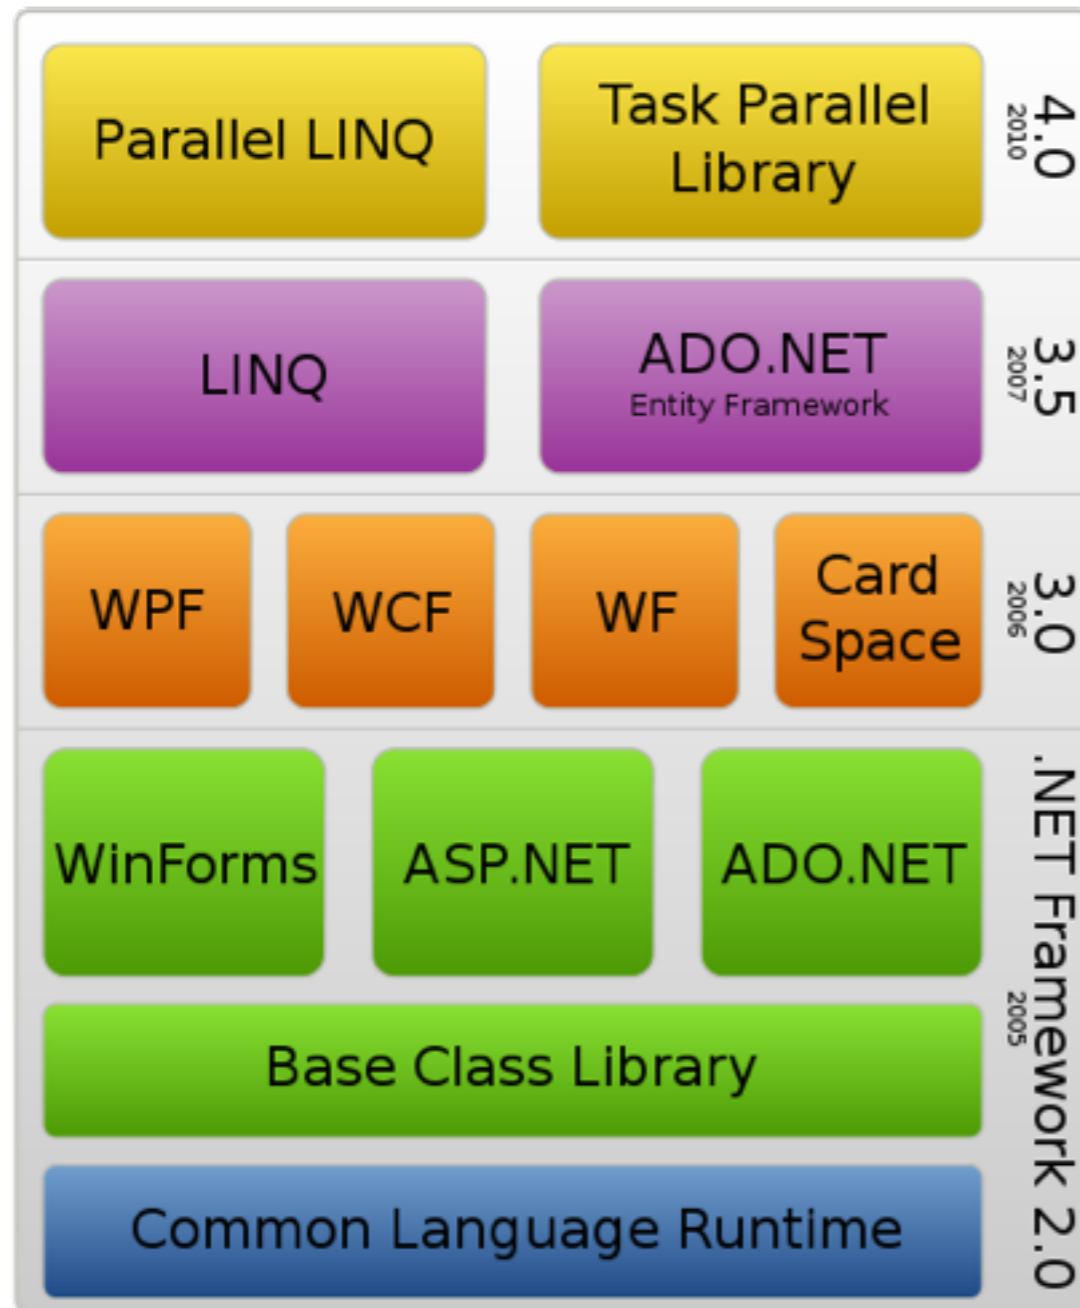 Parallel LINQ
Task Parallel
Library
4.0
2010
LINQ
ADO.NET
Entity Framework
3.5
2007
WPF
WCF
WF
Card
Space
3.0
2006
WinForms
ASP.NET
ADO.NET
Base Class Library
Common Language Runtime
.NET Framework 2.0
2005